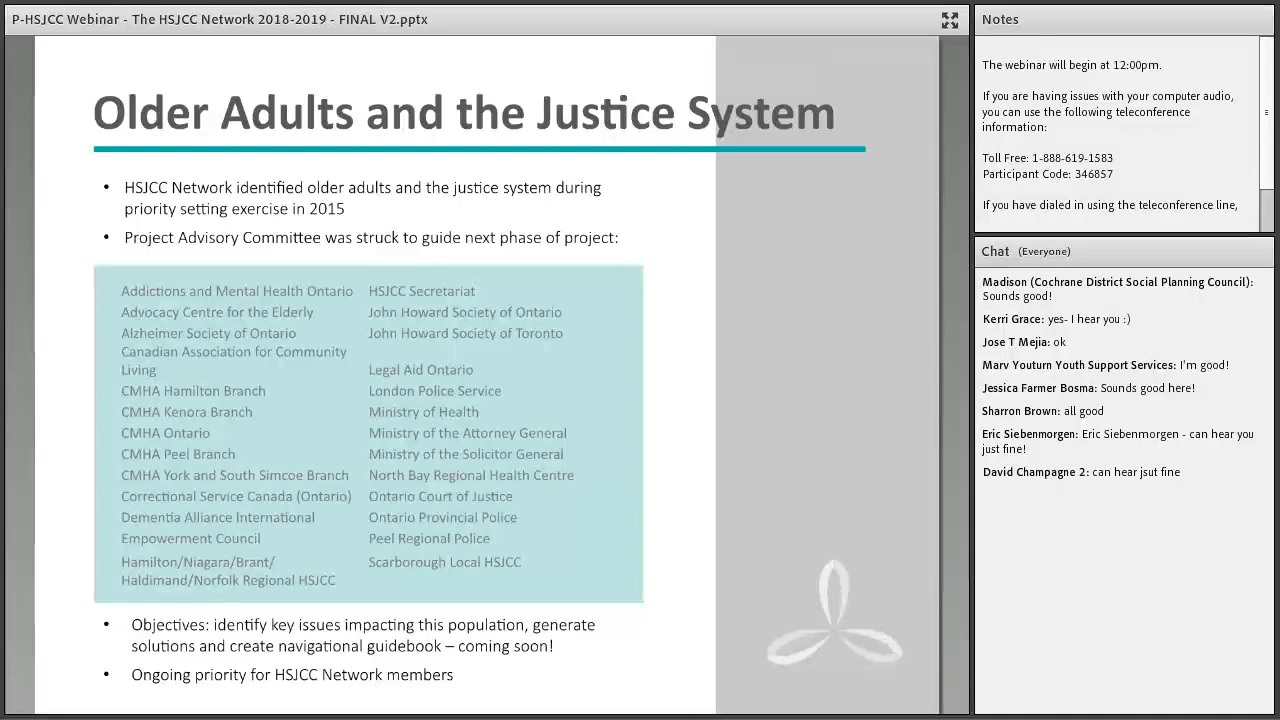 P-HSJCC Webinar - The HSJCC Network 2018-2019 - FINAL V2.pptx
Older Adults and the Justice System
• HSJCC Network identified older adults and the justice system during
priority setting exercise in 2015
• Project Advisory Committee was struck to guide next phase of project:
Addictions and Mental Health Ontario
Advocacy Centre for the Elderly
Alzheimer Society of Ontario
Canadian Association for Community
Living
CMHA Hamilton Branch
CMHA Kenora Branch
CMHA Ontario
CMHA Peel Branch
CMHA York and South Simcoe Branch
Correctional Service Canada (Ontario)
Dementia Alliance International
Empowerment Council
Hamilton/Niagara/Brant/
Haldimand/Norfolk Regional HSJCC
HSJCC Secretariat
John Howard Society of Ontario
John Howard Society of Toronto
Legal Aid Ontario
London Police Service
Ministry of Health
Ministry of the Attorney General
Ministry of the Solicitor General
North Bay Regional Health Centre
Ontario Court of Justice
Ontario Provincial Police
Peel Regional Police
Scarborough Local HSJCC
• Objectives: identify key issues impacting this population, generate
solutions and create navigational guidebook – coming soon!
• Ongoing priority for HSJCC Network members
Notes
The webinar will begin at 12:00pm.
If you are having issues with your computer audio,
you can use the following teleconference
information:
Toll Free: 1-888-619-1583
Participant Code: 346857
If you have dialed in using the teleconference line,
Chat (Everyone)
Madison (Cochrane District Social Planning Council):
Sounds good!
Kerri Grace: yes- I hear you :)
Jose T Mejia: ok
Marv Youturn Youth Support Services: I'm good!
Jessica Farmer Bosma: Sounds good here!
Sharron Brown: all good
Eric Siebenmorgen: Eric Siebenmorgen - can hear you
just fine!
David Champagne 2: can hear jsut fine